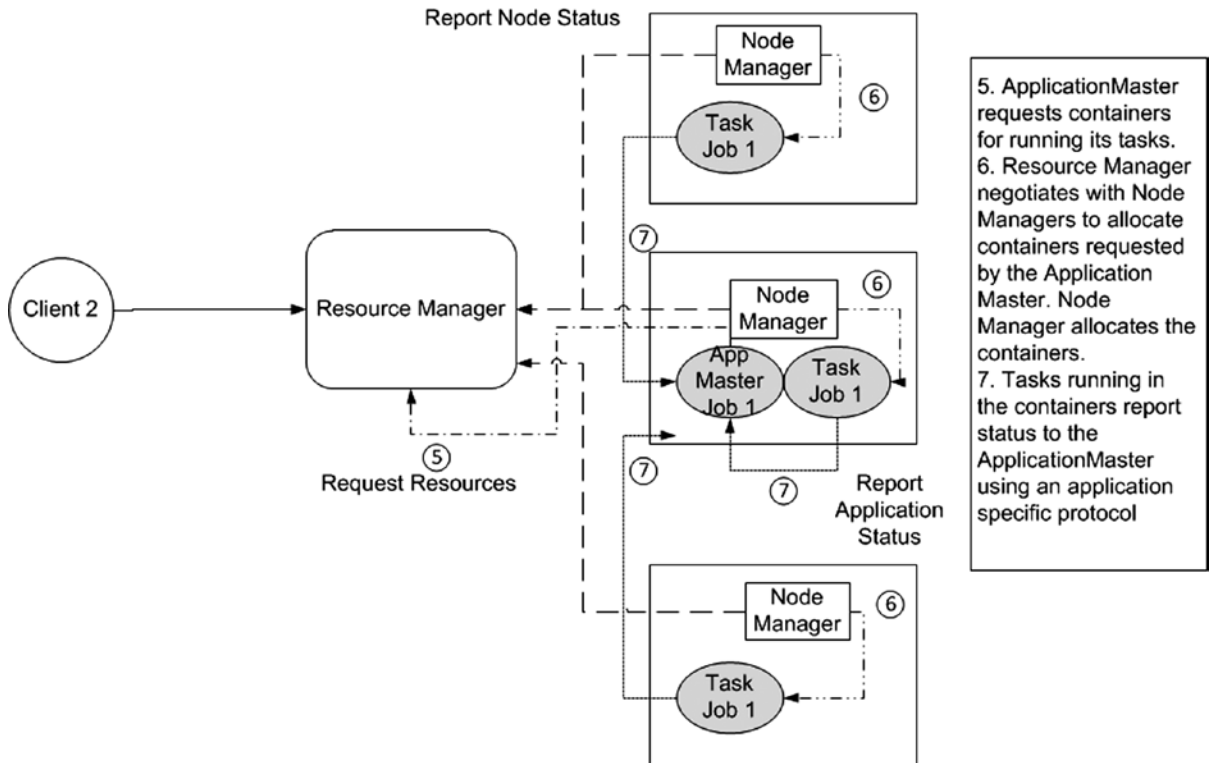 Report Node Status
Node
Manager
6
Task
Job 1
7
Client 2
Resource Manager
Node
Manager
6
App
Master
Job 1
Task
Job 1
5
Request Resources
7
7
Report
Application
Status
Node
Manager
6
Task
Job 1
5. ApplicationMaster
requests containers
for running its tasks.
6. Resource Manager
negotiates with Node
Managers to allocate
containers requested
by the Application
Master. Node
Manager allocates the
containers.
7. Tasks running in
the containers report
status to the
ApplicationMaster
using an application
specific protocol